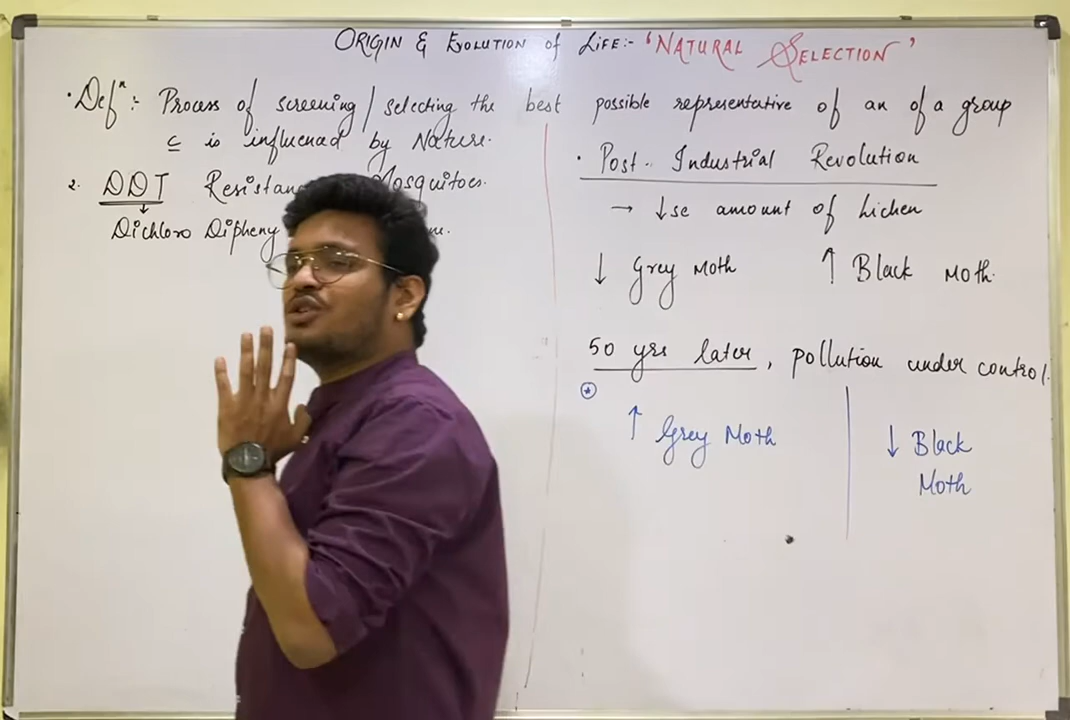 ORIGIN & EVOLUTION of LIFE:- 'NATURAL SELECTION'
• Defⁿ:- Process of screening / selecting the best possible representative of an of a group
c̲ is influenced by Nature.
2. DDT Mosquitoes.
Dichloro
• Post.. Industrial Revolution
→ ↓se amount of Lichen
↓ Grey Moth ↑ Black Moth.
50 yrs later, pollution under control.
↑ Grey Moth ↓ Black
Moth